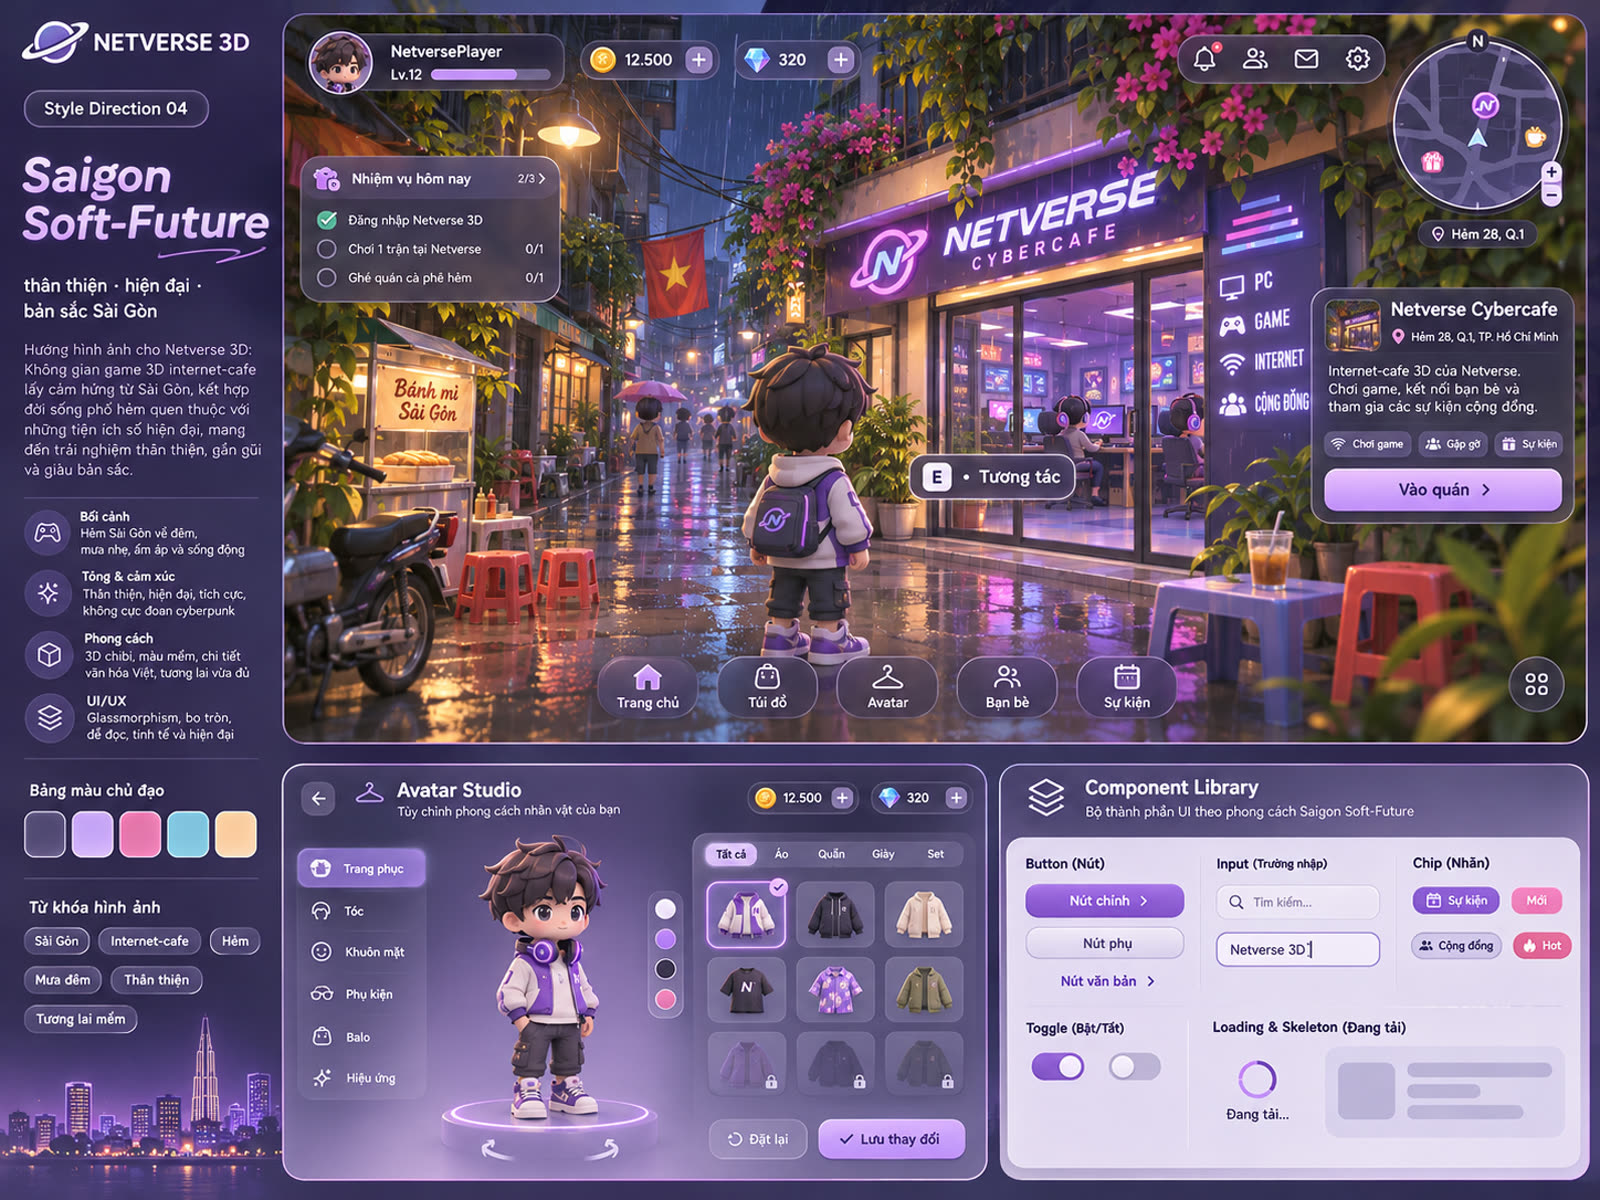 NETVERSE 3D
Style Direction 04
Saigon
Soft-Future
thân thiện · hiện đại ·
bản sắc Sài Gòn
Hướng hình ảnh cho Netverse 3D:
Không gian game 3D internet-cafe
lấy cảm hứng từ Sài Gòn, kết hợp
đời sống phố hẻm quen thuộc với
những tiện ích số hiện đại, mang
đến trải nghiệm thân thiện, gần gũi
và giàu bản sắc.
Bối cảnh
Hẻm Sài Gòn về đêm,
mưa nhẹ, ấm áp và sống động
Tông & cảm xúc
Thân thiện, hiện đại, tích cực,
không cực đoan cyberpunk
Phong cách
3D chibi, màu mềm, chi tiết
văn hóa Việt, tương lai vừa đủ
UI/UX
Glassmorphism, bo tròn,
dễ đọc, tinh tế và hiện đại
Bảng màu chủ đạo
Từ khóa hình ảnh
Sài Gòn
Internet-cafe
Hẻm
Mưa đêm
Thân thiện
Tương lai mềm
NetversePlayer
Lv.12
12.500
320
N
Hẻm 28, Q.1
Nhiệm vụ hôm nay 2/3
Đăng nhập Netverse 3D
Chơi 1 trận tại Netverse 0/1
Ghé quán cà phê hẻm 0/1
Bánh mì
Sài Gòn
N
NETVERSE
CYBERCAFE
PC
GAME
INTERNET
CỘNG ĐỒNG
N
E • Tương tác
Netverse Cybercafe
Hẻm 28, Q.1, TP. Hồ Chí Minh
Internet-cafe 3D của Netverse.
Chơi game, kết nối bạn bè và
tham gia các sự kiện cộng đồng.
Chơi game
Gặp gỡ
Sự kiện
Vào quán
Trang chủ
Túi đồ
Avatar
Bạn bè
Sự kiện
Avatar Studio
Tùy chỉnh phong cách nhân vật của bạn
12.500
320
Trang phục
Tóc
Khuôn mặt
Phụ kiện
Balo
Hiệu ứng
Tất cả
Áo
Quần
Giày
Set
N
Đặt lại
Lưu thay đổi
Component Library
Bộ thành phần UI theo phong cách Saigon Soft-Future
Button (Nút)
Nút chính
Nút phụ
Nút văn bản
Input (Trường nhập)
Tìm kiếm...
Netverse 3D
Chip (Nhãn)
Sự kiện
Mới
Cộng đồng
Hot
Toggle (Bật/Tắt)
Loading & Skeleton (Đang tải)
Đang tải...